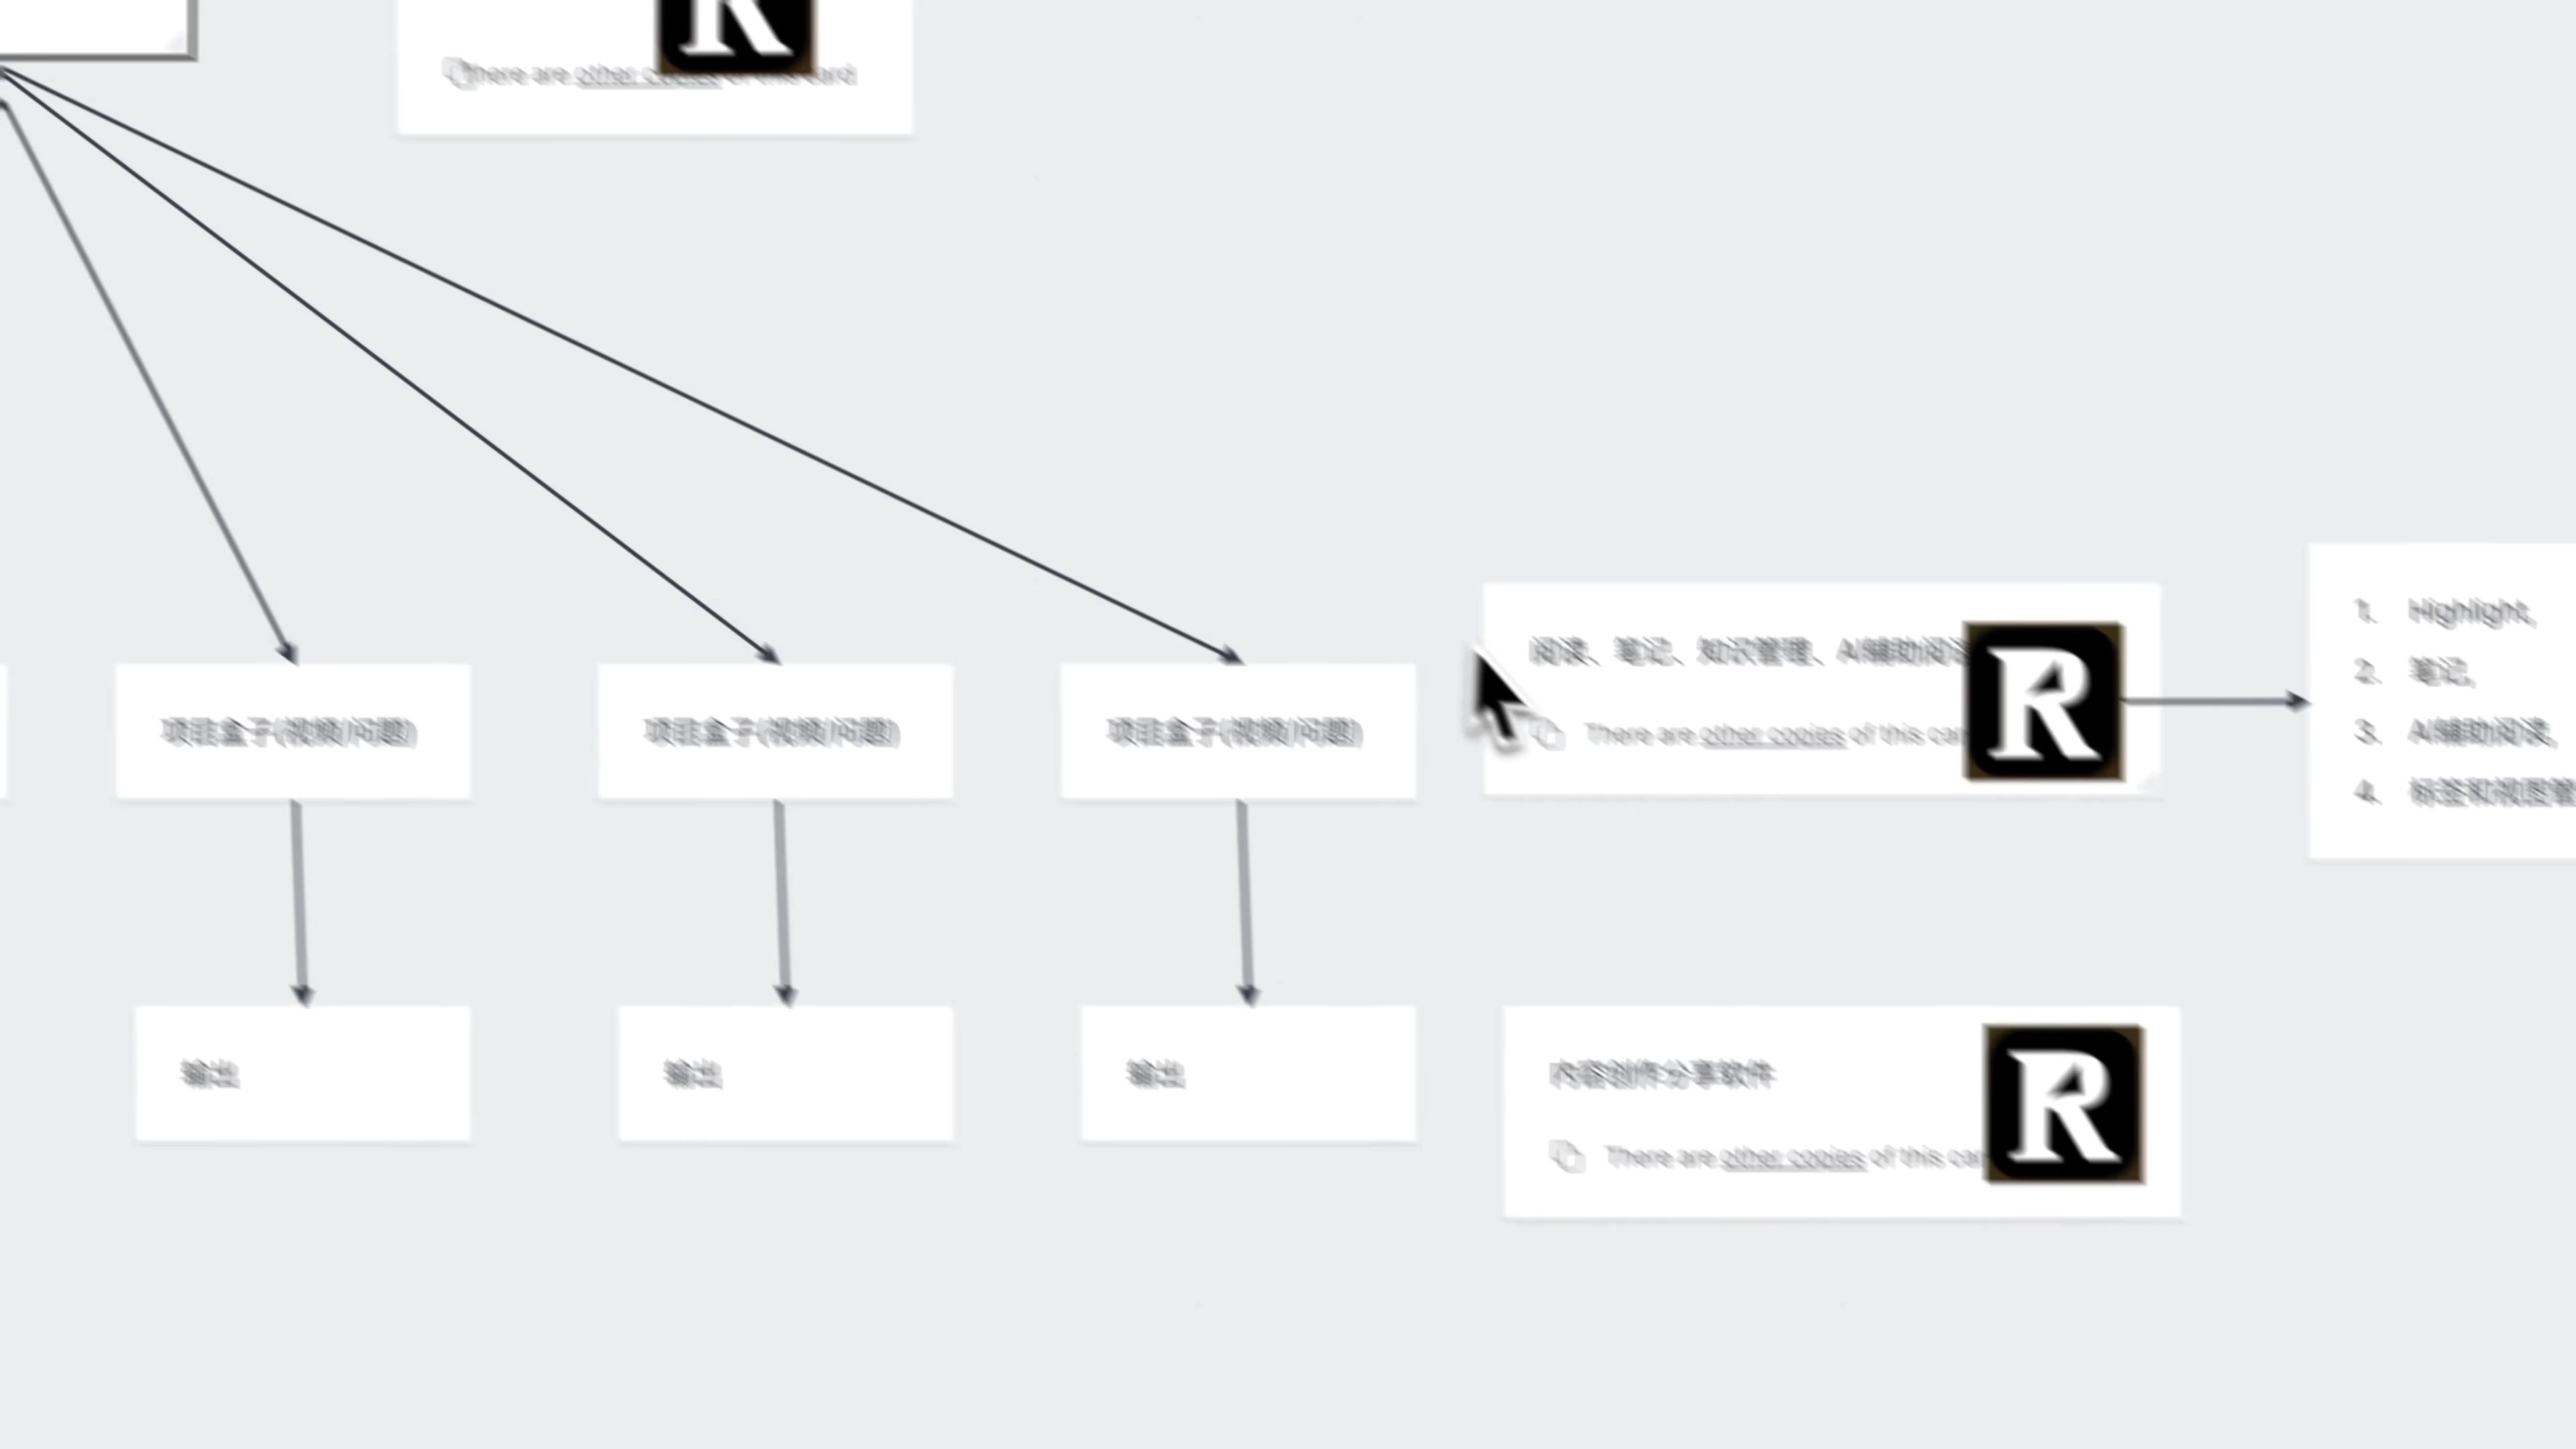 There are other copies of this card
阅读、笔记、知识管理、AI辅助阅读
There are other copies of this car
R
1. Highlight,
2. 笔记,
3. AI辅助阅读,
4. 标签和视图管
项目盒子(视频/问题)
项目盒子(视频/问题)
项目盒子(视频/问题)
输出
输出
输出
内容创作分享软件
There are other copies of this car
R